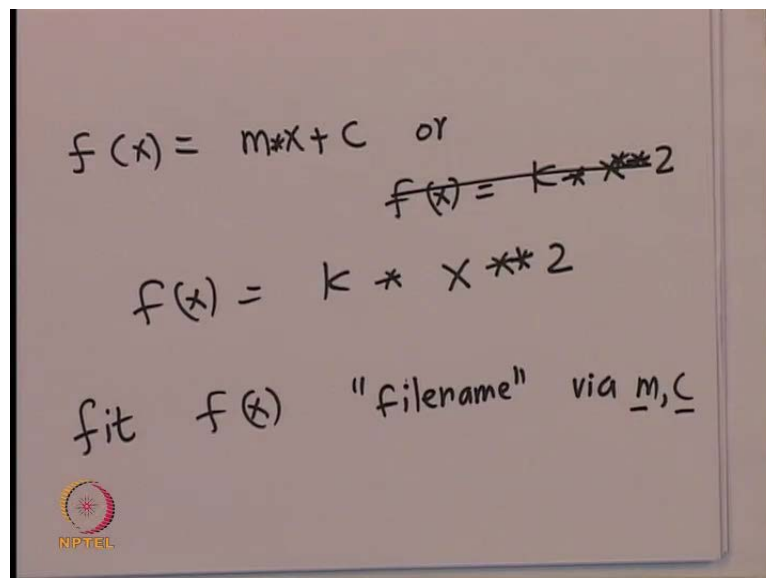 f(x) = m*x + c or
f(x) = k * x**2
f(x) = k * x ** 2
fit f(x) "filename" via m, c
NPTEL